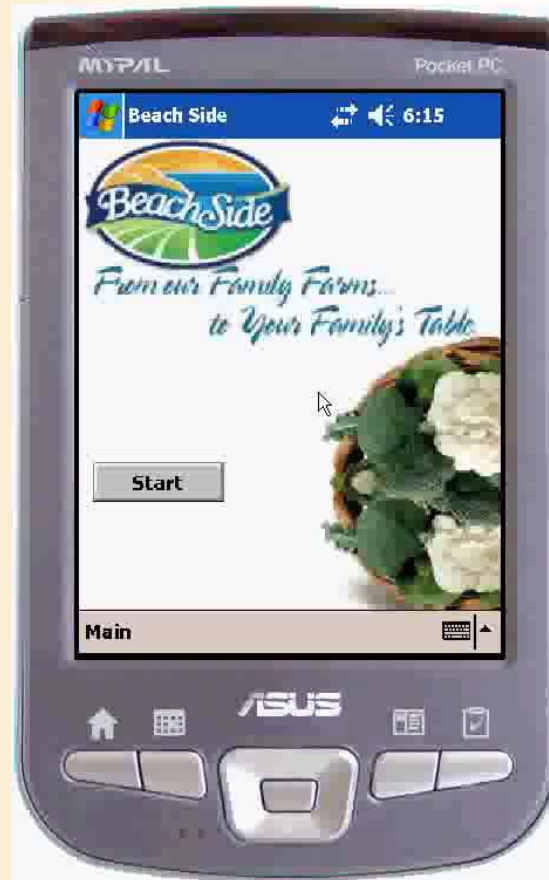 MYPAL
Pocket PC
Beach Side
6:15
BeachSide
From our Family Farms...
to Your Family's Table
Start
Main
ASUS